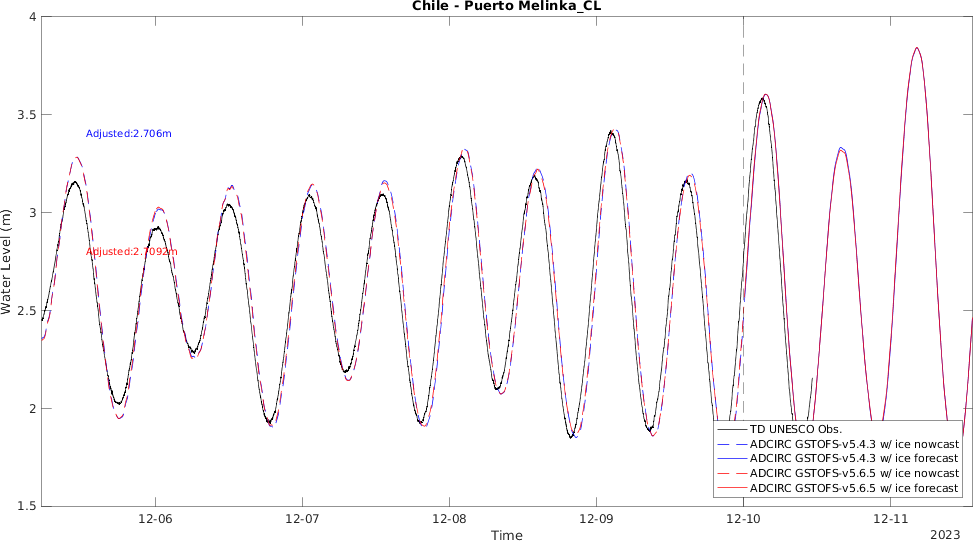 Chile - Puerto Melinka_CL
4
3.5
3
2.5
2
1.5
Water Level (m)
Adjusted:2.706m
Adjusted:2.7092m
TD UNESCO Obs.
ADCIRC GSTOFS-v5.4.3 w/ ice nowcast
ADCIRC GSTOFS-v5.4.3 w/ ice forecast
ADCIRC GSTOFS-v5.6.5 w/ ice nowcast
ADCIRC GSTOFS-v5.6.5 w/ ice forecast
12-06 12-07 12-08 12-09 12-10 12-11
Time
2023